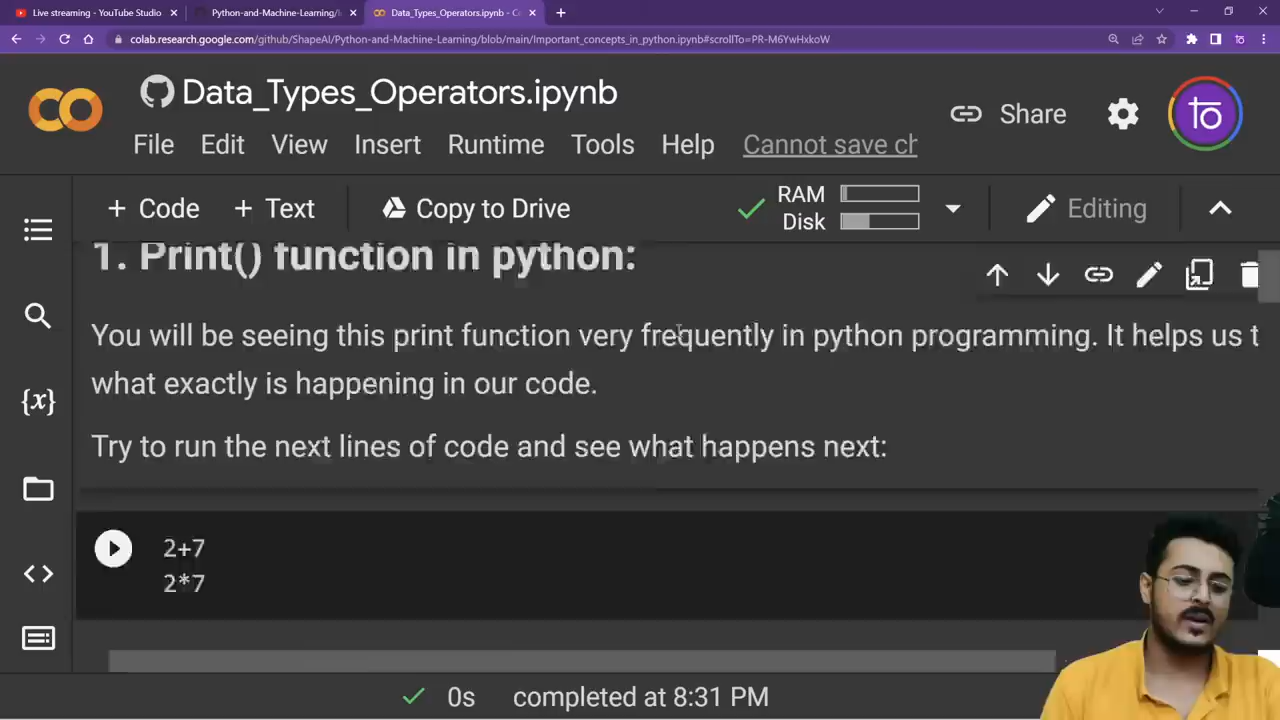 Live streaming - YouTube Studio
Python-and-Machine-Learning/I
Data_Types_Operators.ipynb - C
colab.research.google.com/github/ShapeAI/Python-and-Machine-Learning/blob/main/Important_concepts_in_python.ipynb#scrollTo=PR-M6YwHxkoW
Data_Types_Operators.ipynb
Share
File Edit View Insert Runtime Tools Help Cannot save ch
+ Code + Text Copy to Drive
RAM
Disk
Editing
1. Print() function in python:
You will be seeing this print function very frequently in python programming. It helps us t
what exactly is happening in our code.
Try to run the next lines of code and see what happens next:
2+7
2*7
0s completed at 8:31 PM